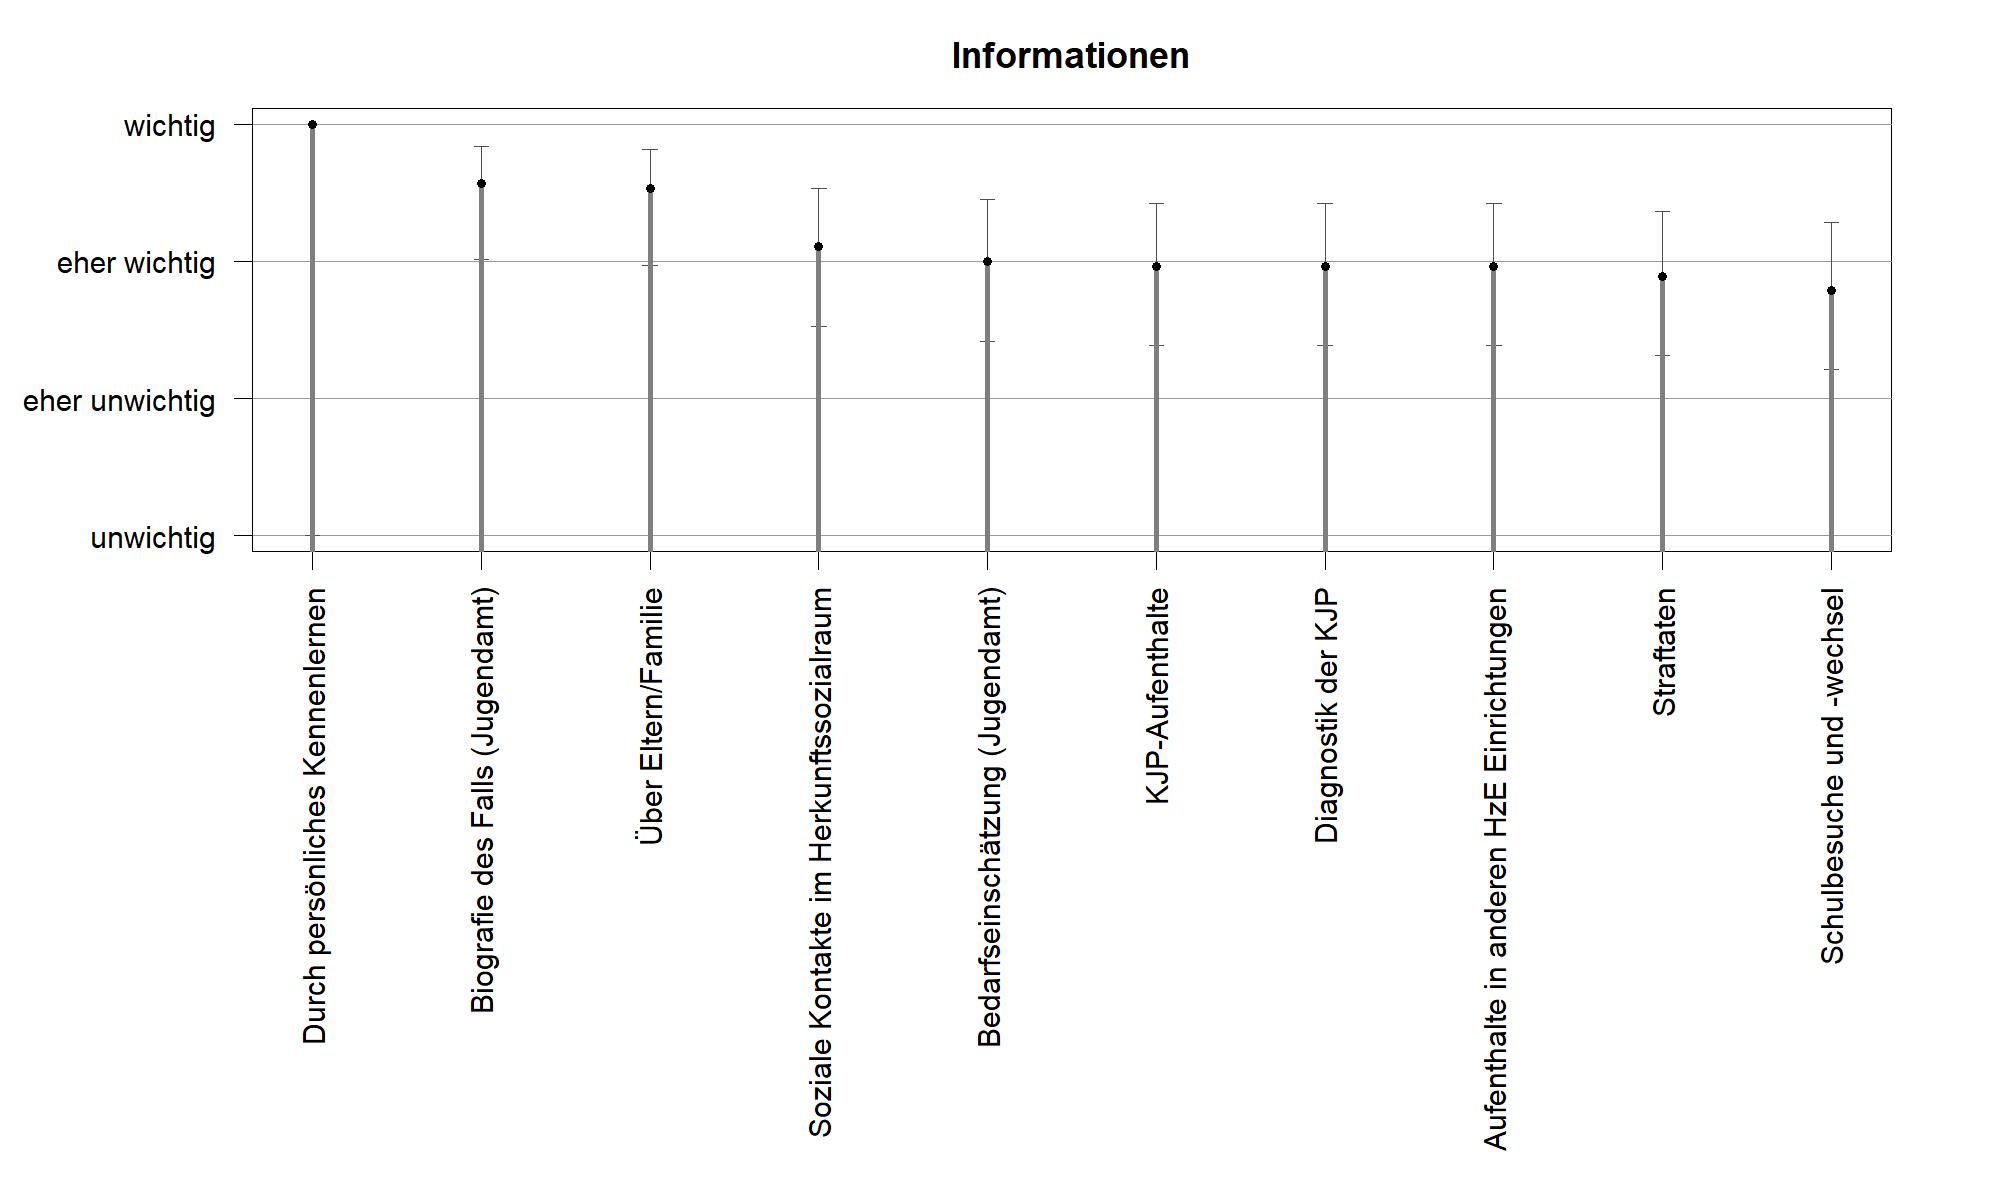 Informationen
wichtig
eher wichtig
eher unwichtig
unwichtig
Durch persönliches Kennenlernen
Biografie des Falls (Jugendamt)
Über Eltern/Familie
Soziale Kontakte im Herkunftssozialraum
Bedarfseinschätzung (Jugendamt)
KJP-Aufenthalte
Diagnostik der KJP
Aufenthalte in anderen HzE Einrichtungen
Straftaten
Schulbesuche und -wechsel